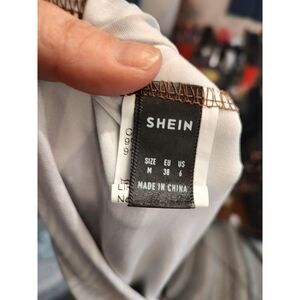 SHEIN
SIZE EU US
M 38 6
MADE IN CHINA